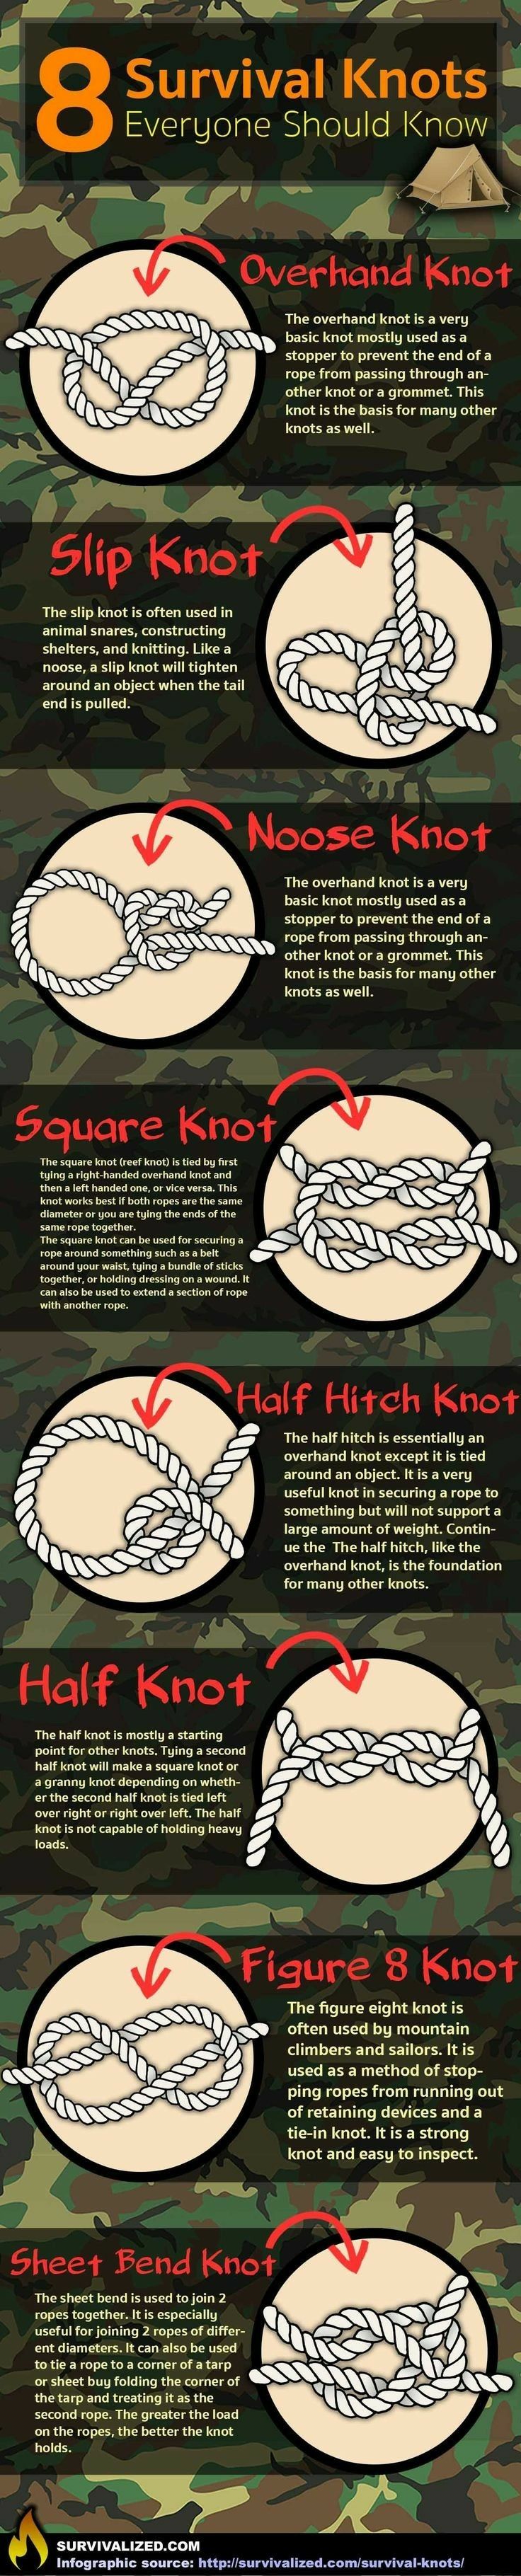 8 Survival Knots
Everyone Should Know
Overhand Knot
The overhand knot is a very
basic knot mostly used as a
stopper to prevent the end of a
rope from passing through an-
other knot or a grommet. This
knot is the basis for many other
knots as well.
Slip Knot
The slip knot is often used in
animal snares, constructing
shelters, and knitting. Like a
noose, a slip knot will tighten
around an object when the tail
end is pulled.
Noose Knot
The overhand knot is a very
basic knot mostly used as a
stopper to prevent the end of a
rope from passing through an-
other knot or a grommet. This
knot is the basis for many other
knots as well.
Square Knot
The square knot (reef knot) is tied by first
tying a right-handed overhand knot and
then a left handed one, or vice versa. This
knot works best if both ropes are the same
diameter or you are tying the ends of the
same rope together.
The square knot can be used for securing a
rope around something such as a belt
around your waist, tying a bundle of sticks
together, or holding dressing on a wound. It
can also be used to extend a section of rope
with another rope.
Half Hitch Knot
The half hitch is essentially an
overhand knot except it is tied
around an object. It is a very
useful knot in securing a rope to
something but will not support a
large amount of weight. Contin-
ue the The half hitch, like the
overhand knot, is the foundation
for many other knots.
Half Knot
The half knot is mostly a starting
point for other knots. Tying a second
half knot will make a square knot or
a granny knot depending on wheth-
er the second half knot is tied left
over right or right over left. The half
knot is not capable of holding heavy
loads.
Figure 8 Knot
The figure eight knot is
often used by mountain
climbers and sailors. It is
used as a method of stop-
ping ropes from running out
of retaining devices and a
tie-in knot. It is a strong
knot and easy to inspect.
Sheet Bend Knot
The sheet bend is used to join 2
ropes together. It is especially
useful for joining 2 ropes of differ-
ent diameters. It can also be used
to tie a rope to a corner of a tarp
or sheet buy folding the corner of
the tarp and treating it as the
second rope. The greater the load
on the ropes, the better the knot
holds.
SURVIVALIZED.COM
Infographic source: http://survivalized.com/survival-knots/